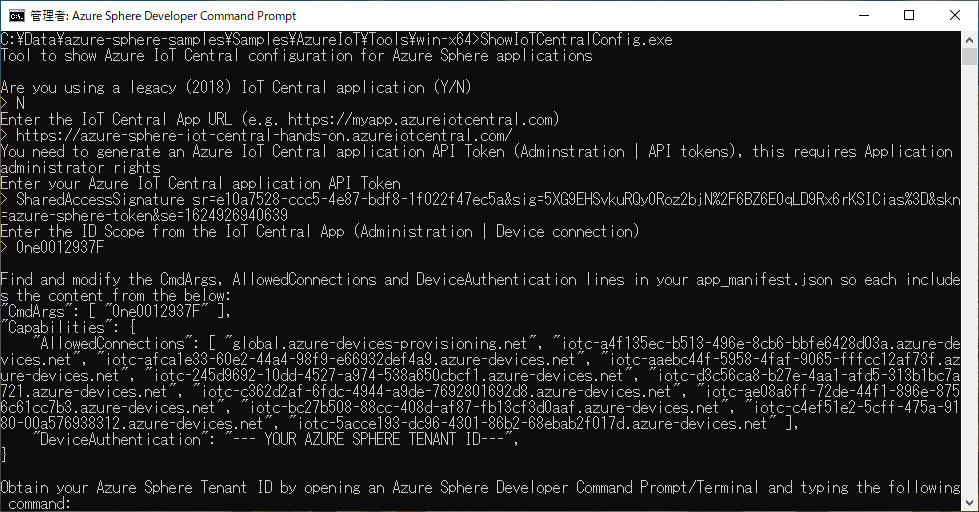 管理者: Azure Sphere Developer Command Prompt
C:¥Data¥azure-sphere-samples¥Samples¥AzureIoT¥Tools¥win-x64>ShowIoTCentralConfig.exe
Tool to show Azure IoT Central configuration for Azure Sphere applications
Are you using a legacy (2018) IoT Central application (Y/N)
> N
Enter the IoT Central App URL (e.g. https://myapp.azureiotcentral.com)
> https://azure-sphere-iot-central-hands-on.azureiotcentral.com/
You need to generate an Azure IoT Central application API Token (Adminstration | API tokens), this requires Application
administrator rights
Enter your Azure IoT Central application API Token
> SharedAccessSignature sr=e10a7528-ccc5-4e87-bdf8-1f022f47ec5a&sig=5XG9EHSvkuRQy0Roz2bjN%2F6BZ6E0qLD9Rx6rKSICias%3D&skn
=azure-sphere-token&se=1624926940639
Enter the ID Scope from the IoT Central App (Administration | Device connection)
> 0ne0012937F
Find and modify the CmdArgs, AllowedConnections and DeviceAuthentication lines in your app_manifest.json so each include
s the content from the below:
"CmdArgs": [ "0ne0012937F" ],
"Capabilities": {
"AllowedConnections": [ "global.azure-devices-provisioning.net", "iotc-a4f135ec-b513-496e-8cb6-bbfe6428d03a.azure-de
vices.net", "iotc-afca1e33-60e2-44a4-98f9-e66932def4a9.azure-devices.net", "iotc-aaebc44f-5958-4faf-9065-fffcc12af73f.az
ure-devices.net", "iotc-245d9692-10dd-4527-a974-538a650cbcf1.azure-devices.net", "iotc-d3c56ca8-b27e-4aa1-afd5-313b1bc7a
721.azure-devices.net", "iotc-c362d2af-6fdc-4944-a9de-7692801692d8.azure-devices.net", "iotc-ae08a6ff-72de-44f1-896e-875
6c61cc7b3.azure-devices.net", "iotc-bc27b508-88cc-408d-af87-fb13cf3d0aaf.azure-devices.net", "iotc-c4ef51e2-5cff-475a-91
80-00a576938312.azure-devices.net", "iotc-5acce193-dc96-4301-86b2-68ebab2f017d.azure-devices.net" ],
"DeviceAuthentication": "--- YOUR AZURE SPHERE TENANT ID---",
}
Obtain your Azure Sphere Tenant ID by opening an Azure Sphere Developer Command Prompt/Terminal and typing the following
command: